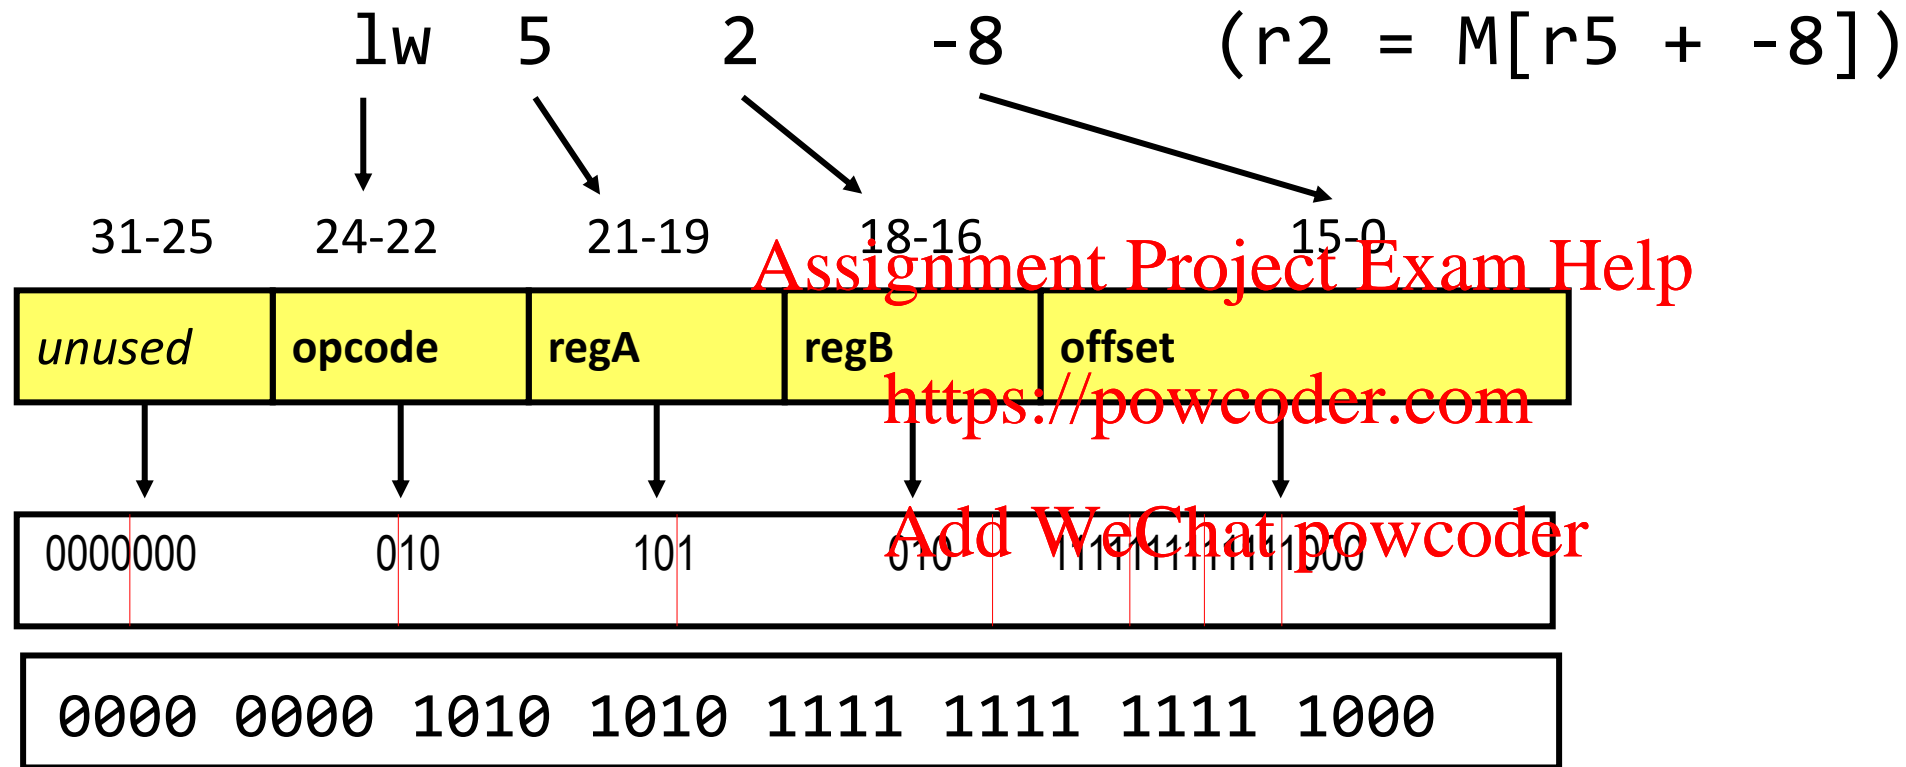 lw 5 2 -8 (r2 = M[r5 + -8])
31-25 24-22 21-19 18-16 15-0
Assignment Project Exam Help
unused opcode regA regB offset
https://powcoder.com
Add WeChat powcoder
0000000 010 101 010 1111111111111000
0000 0000 1010 1010 1111 1111 1111 1000